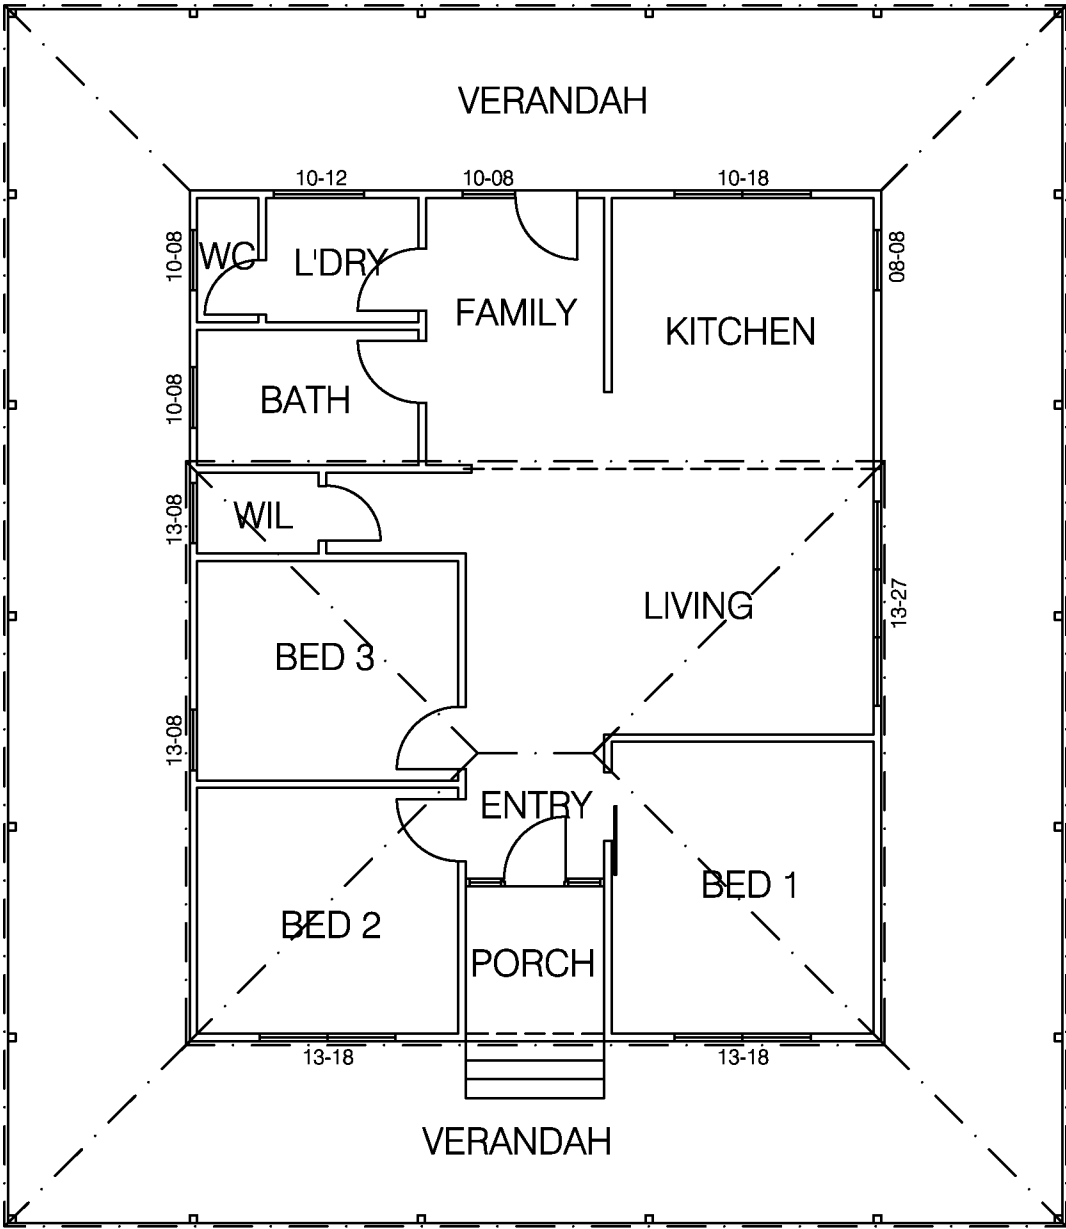 VERANDAH
10-12
10-08
10-18
10-08
WC
L'DRY
08-08
FAMILY
KITCHEN
10-08
BATH
13-08
WIL
LIVING
13-27
BED 3
13-08
ENTRY
BED 1
BED 2
PORCH
13-18
13-18
VERANDAH